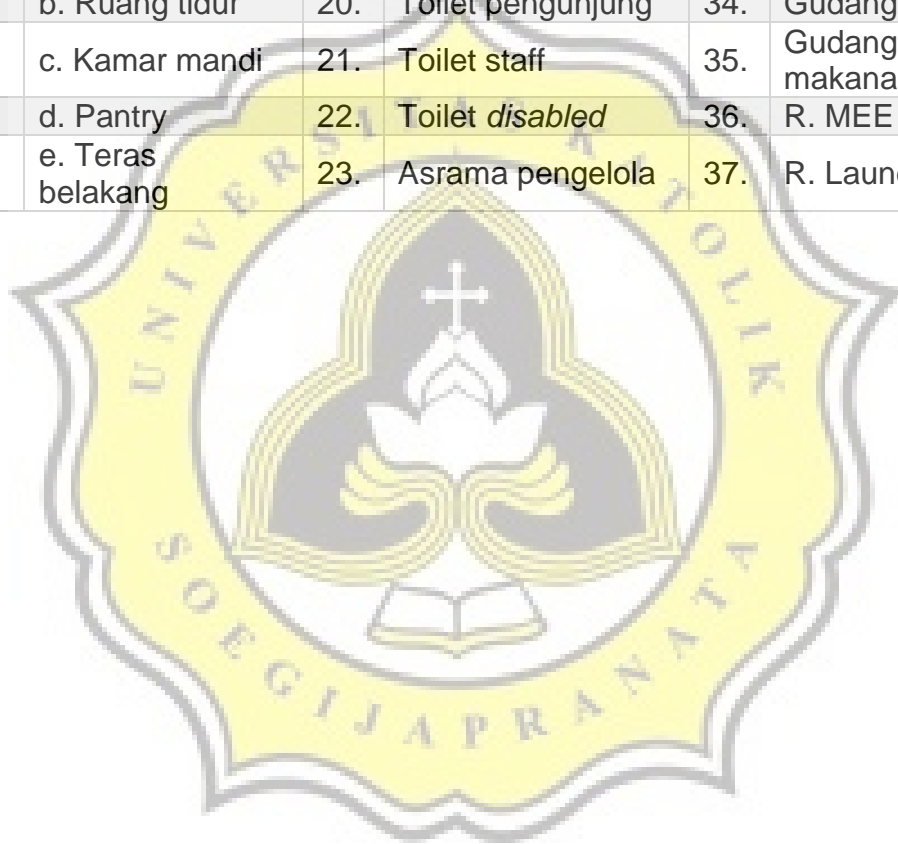 b. Ruang tidur 20. Toilet pengunjung 34. Gudang
c. Kamar mandi 21. Toilet staff 35. Gudang
makana
d. Pantry 22. Toilet disabled 36. R. MEE
e. Teras
belakang 23. Asrama pengelola 37. R. Laun
UNIVERSITAS KATOLIK
SOEGIJAPRANATA